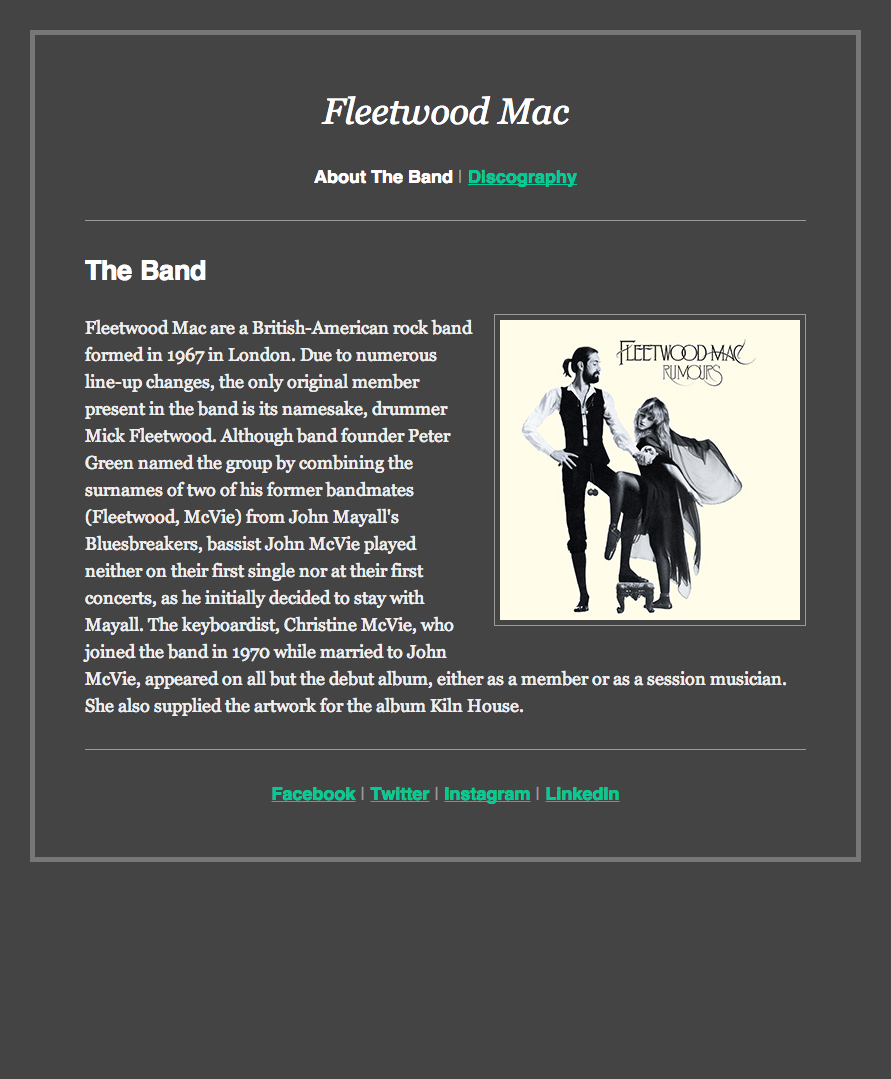 Fleetwood Mac
About The Band | Discography
The Band
Fleetwood Mac are a British-American rock band
formed in 1967 in London. Due to numerous
line-up changes, the only original member
present in the band is its namesake, drummer
Mick Fleetwood. Although band founder Peter
Green named the group by combining the
surnames of two of his former bandmates
(Fleetwood, McVie) from John Mayall's
Bluesbreakers, bassist John McVie played
neither on their first single nor at their first
concerts, as he initially decided to stay with
Mayall. The keyboardist, Christine McVie, who
joined the band in 1970 while married to John
McVie, appeared on all but the debut album, either as a member or as a session musician.
She also supplied the artwork for the album Kiln House.
FLEETWOOD MAC
RUMOURS
Facebook | Twitter | Instagram | LinkedIn